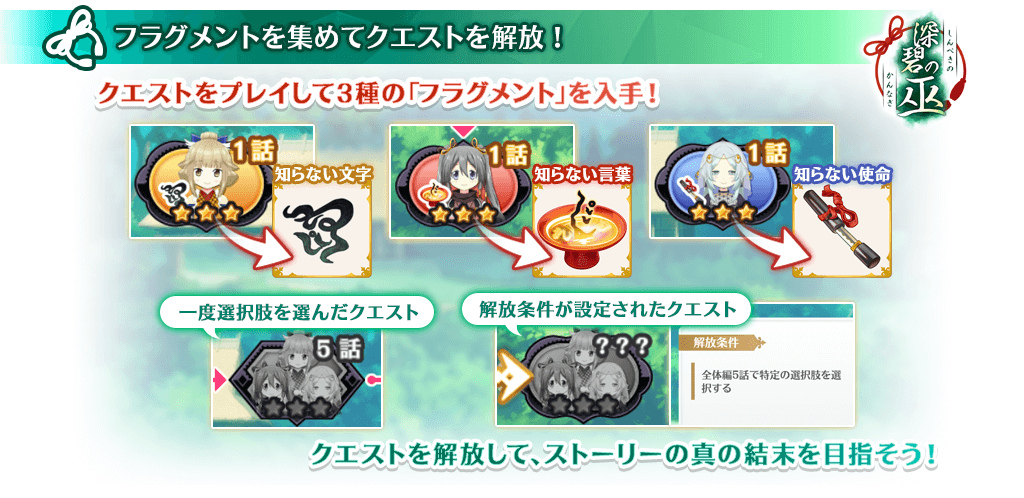 フラグメントを集めてクエストを解放！
深碧の巫
しんぺきの
かんなぎ
クエストをプレイして3種の「フラグメント」を入手！
1話
知らない文字
1話
知らない言葉
1話
知らない使命
一度選択肢を選んだクエスト
5話
解放条件が設定されたクエスト
？？？
解放条件
全体編5話で特定の選択肢を選
択する
クエストを解放して、ストーリーの真の結末を目指そう！